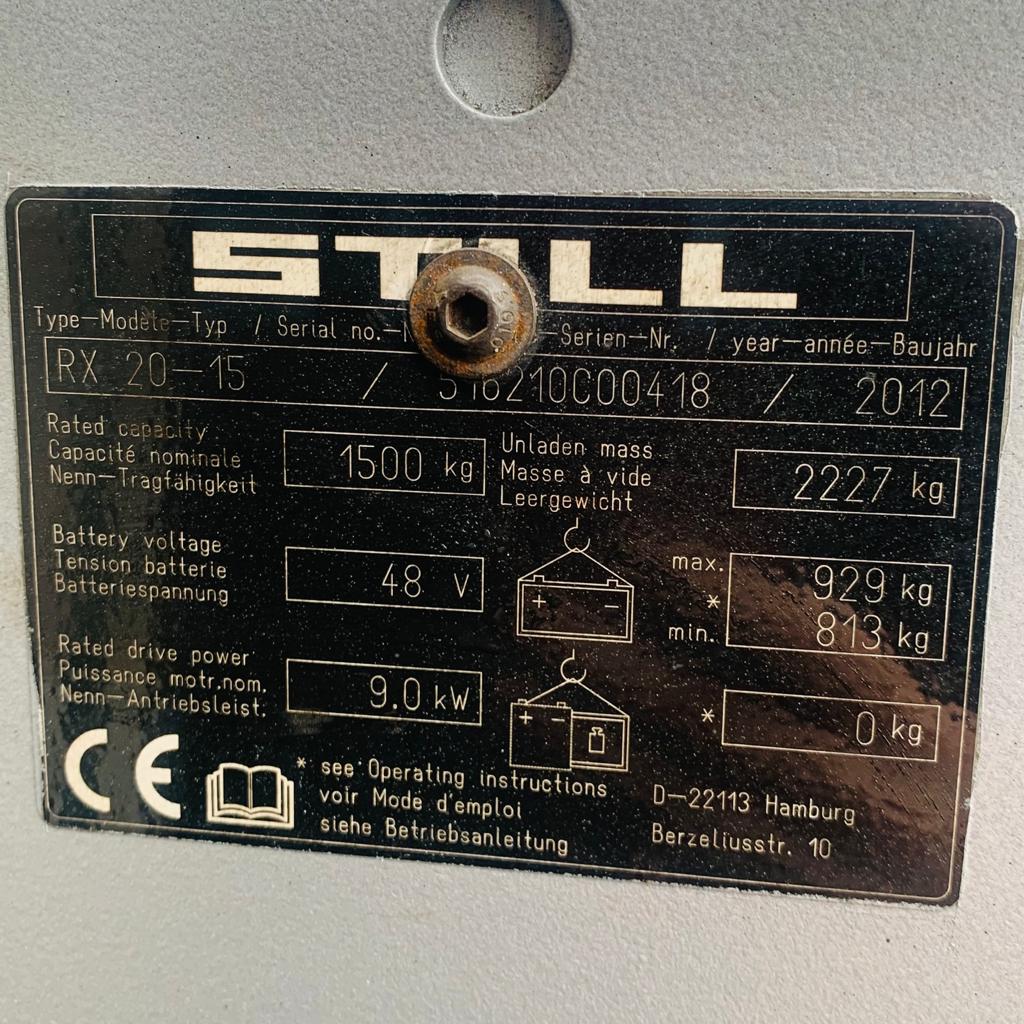 STILL
Type-Modèle-Typ / Serial no.- Serien-Nr. / year-année-Baujahr
RX 20-15 / 516210C00418 / 2012
Rated capacity
Capacité nominale
Nenn-Tragfähigkeit
1500 kg
Unladen mass
Masse à vide
Leergewicht
2227 kg
Battery voltage
Tension batterie
Batteriespannung
48 V
max. 929 kg
*
min. 813 kg
Rated drive power
Puissance motr.nom.
Nenn-Antriebsleist.
9.0 kW
* 0 kg
CE
* see Operating instructions
voir Mode d'emploi
siehe Betriebsanleitung
D-22113 Hamburg
Berzeliusstr. 10